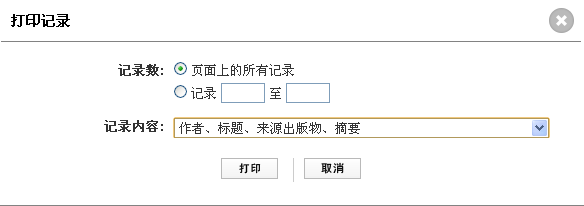 打印记录
记录数: 页面上的所有记录
记录 至
记录内容: 作者、标题、来源出版物、摘要
打印 取消